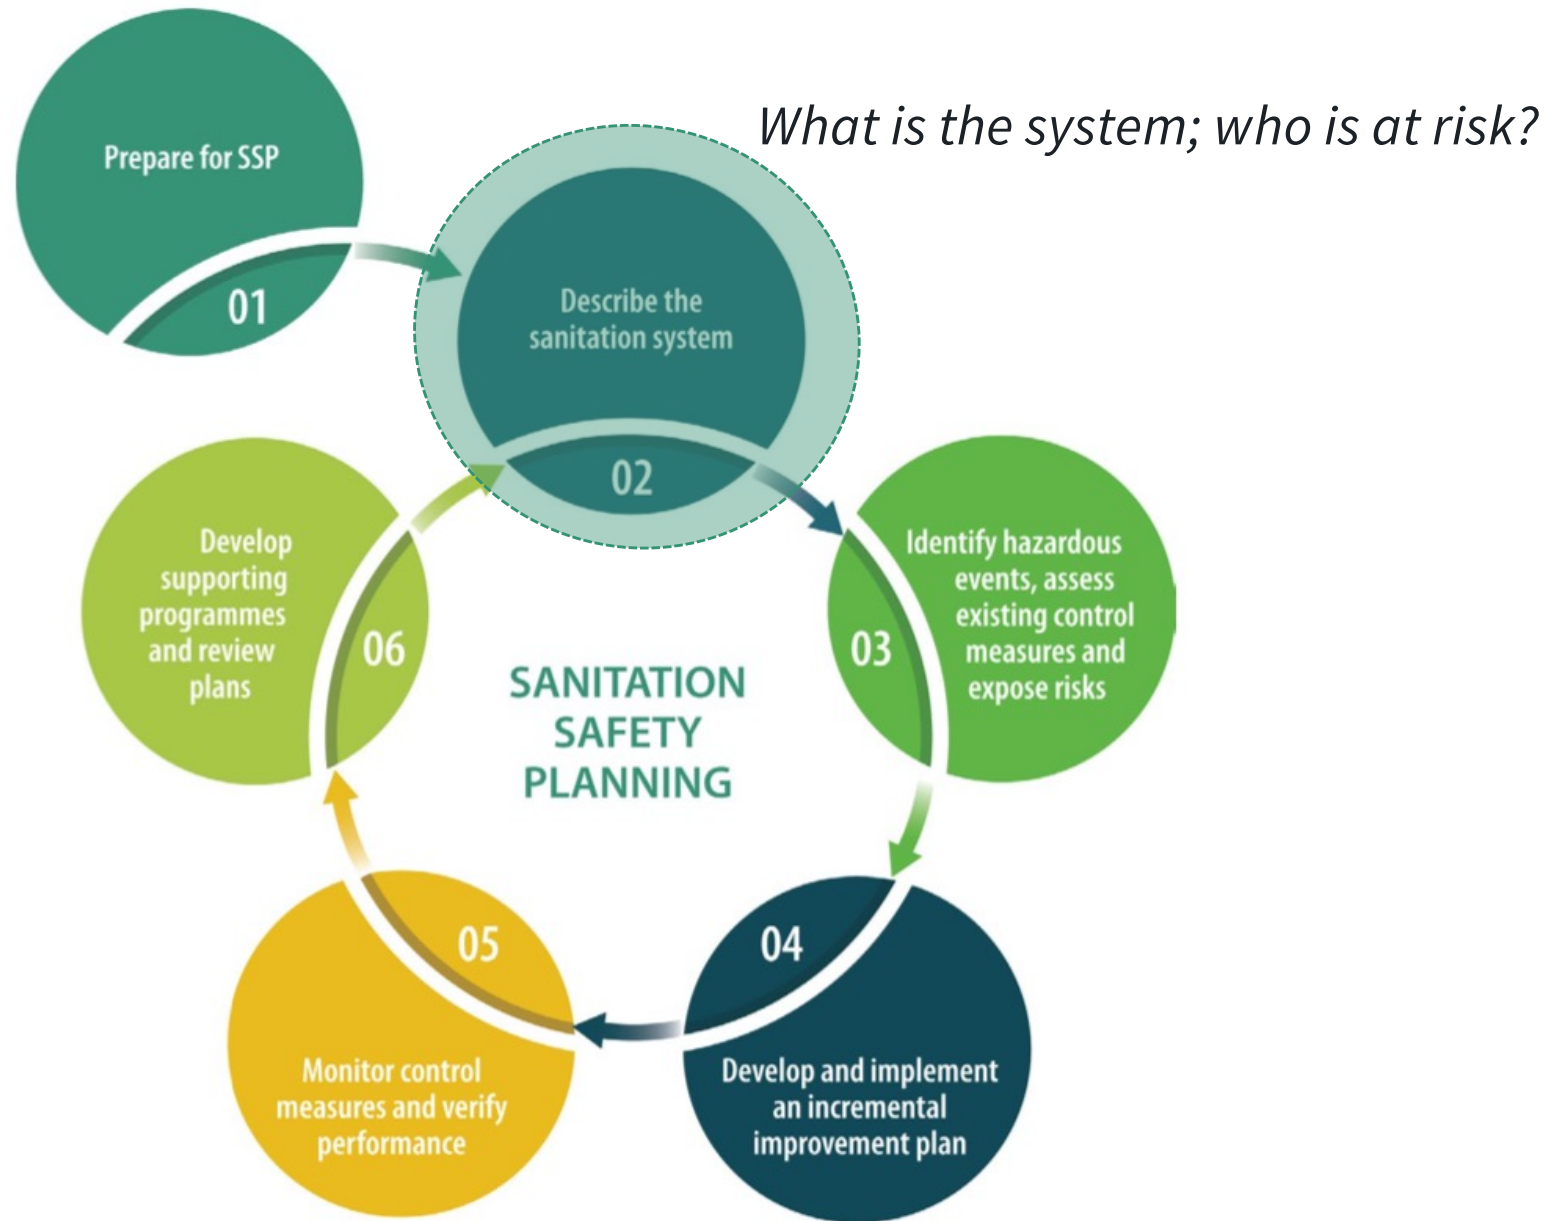 Prepare for SSP
01
What is the system; who is at risk?
Describe the
sanitation system
02
Identify hazardous
events, assess
existing control
measures and
expose risks
03
Develop and implement
an incremental
improvement plan
04
Monitor control
measures and verify
performance
05
Develop
supporting
programmes
and review
plans
06
SANITATION
SAFETY
PLANNING